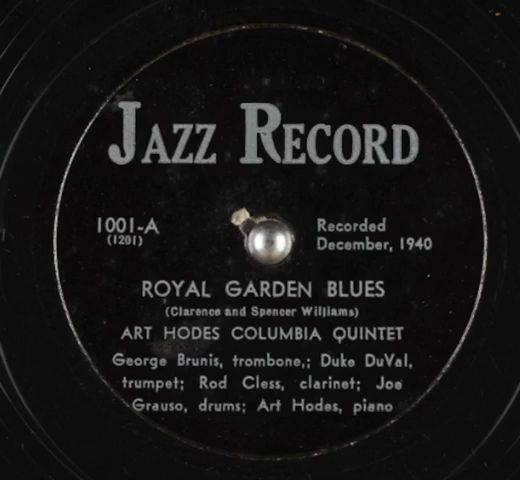 JAZZ RECORD
1001-A
(1201)
Recorded
December, 1940
ROYAL GARDEN BLUES
(Clarence and Spencer Williams)
ART HODES COLUMBIA QUINTET
George Brunis, trombone,; Duke DuVal,
trumpet; Rod Cless, clarinet; Joe
Grauso, drums; Art Hodes, piano